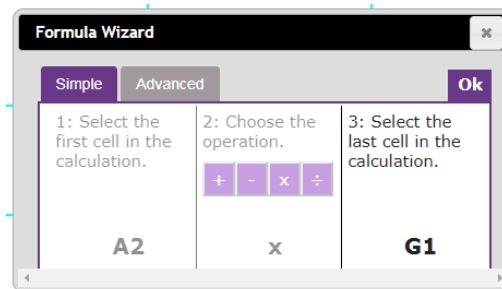 Formula Wizard
×
Simple
Advanced
Ok
1: Select the
first cell in the
calculation.
A2
2: Choose the
operation.
+ - x ÷
x
3: Select the
last cell in the
calculation.
G1